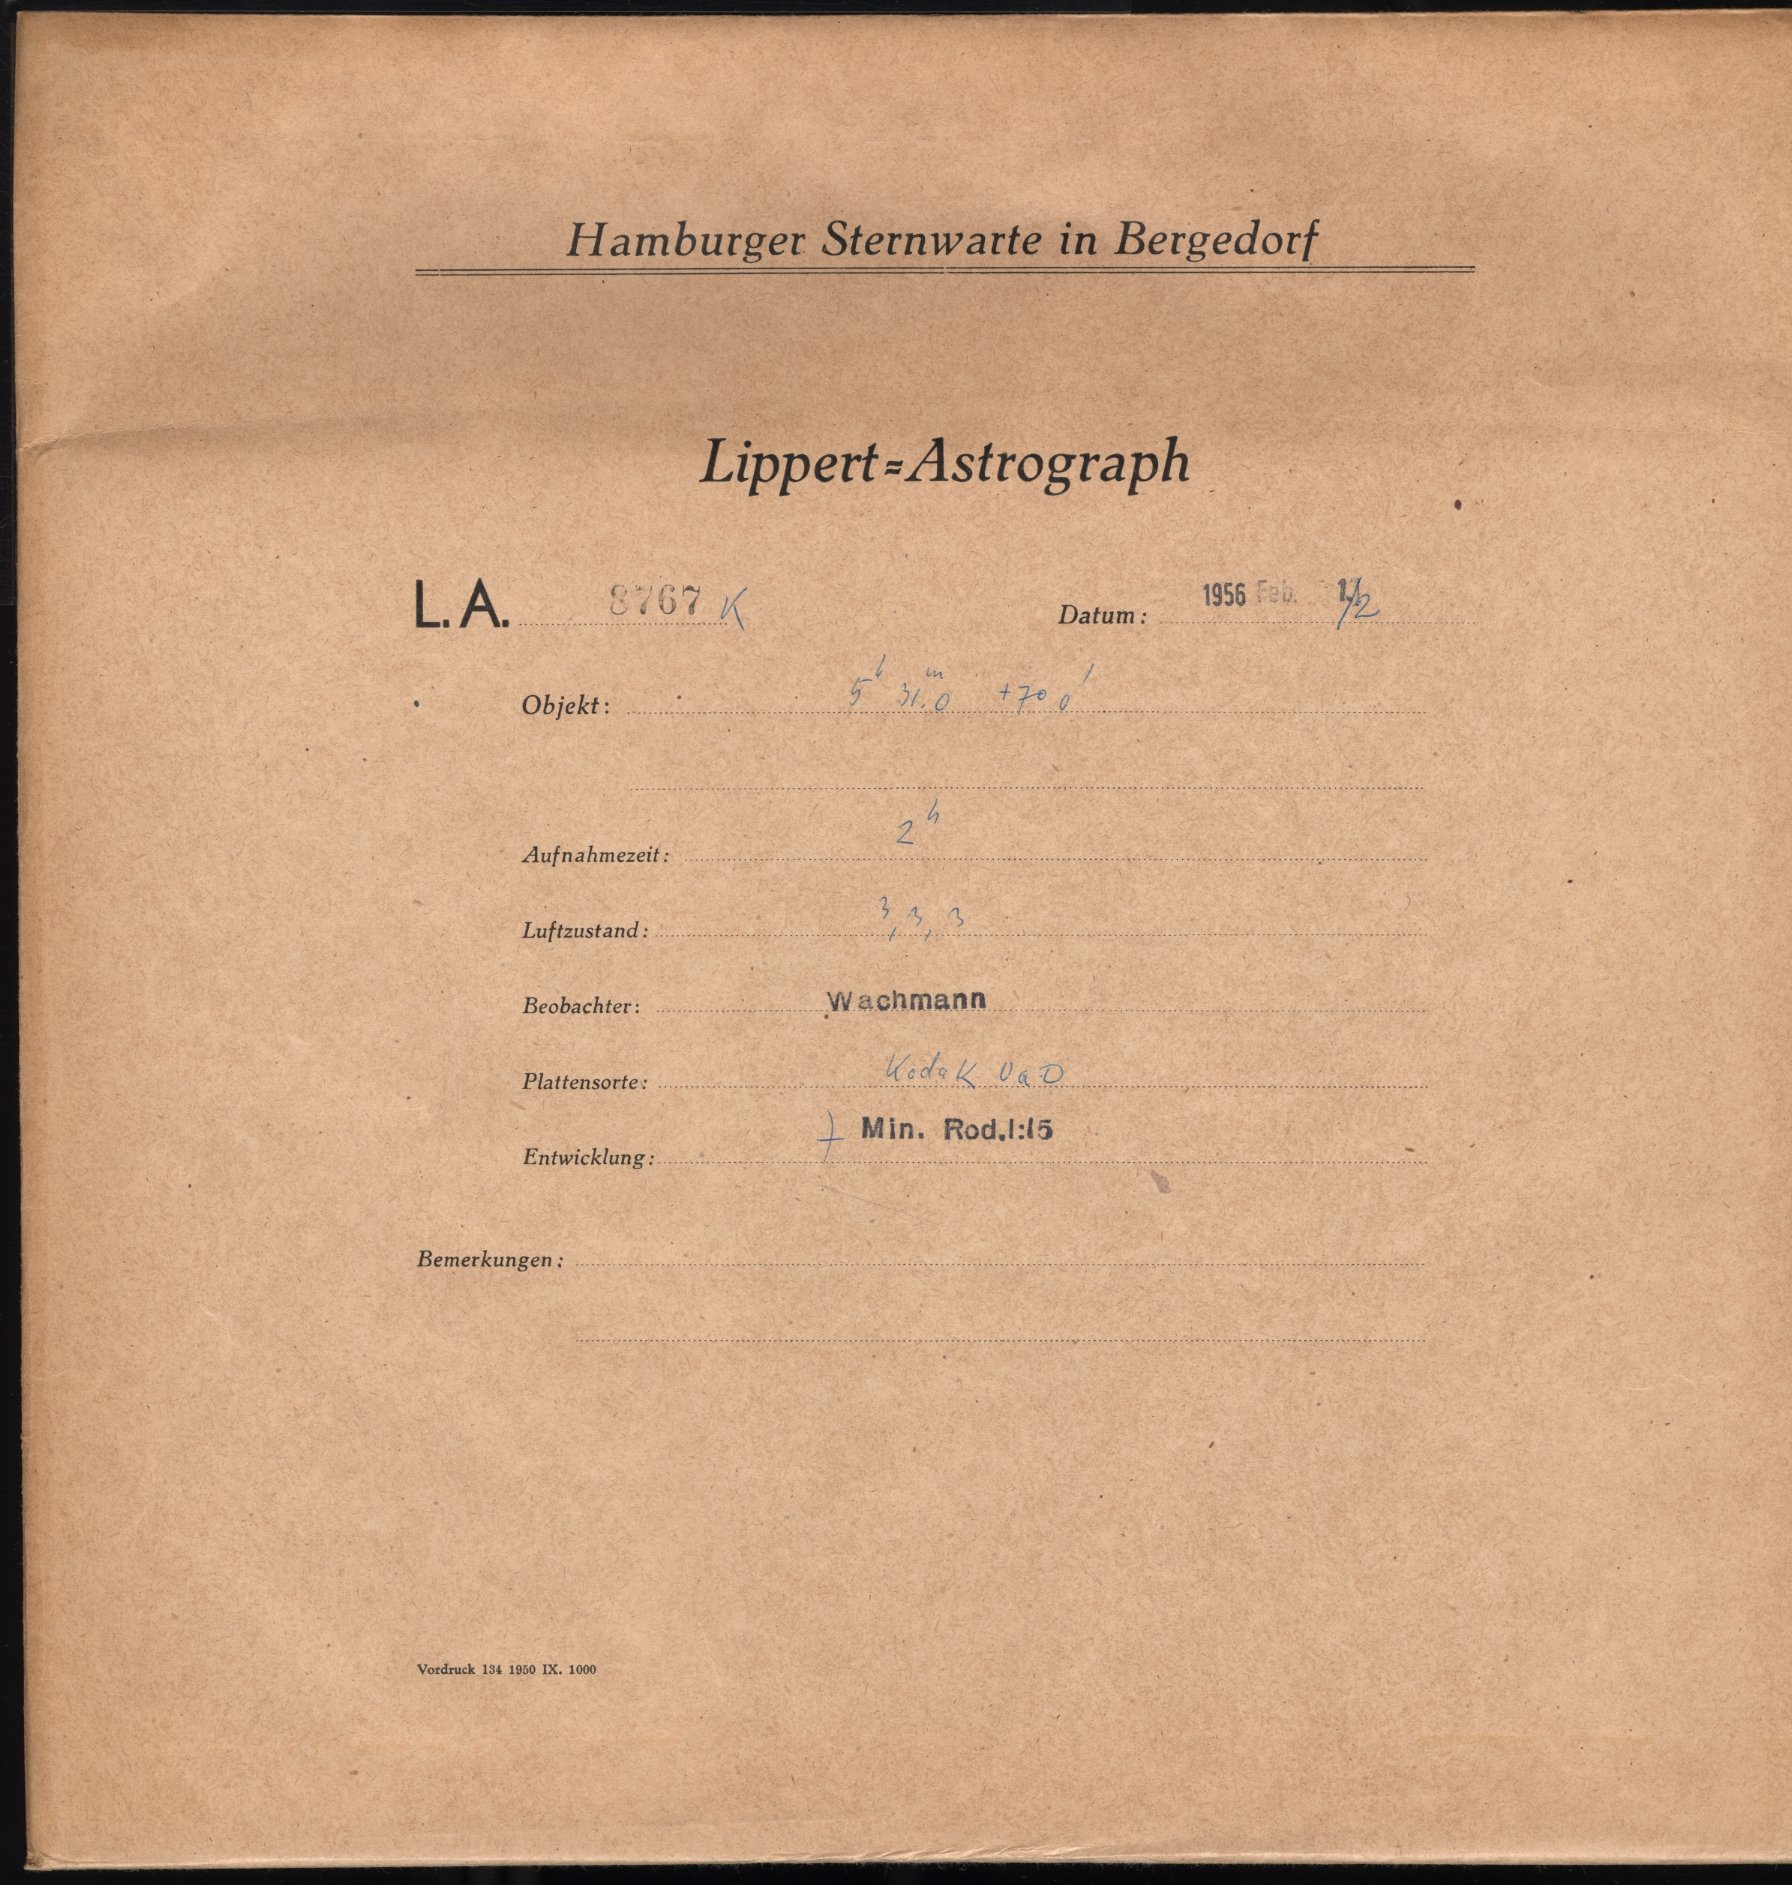 Hamburger Sternwarte in Bergedorf
Lippert=Astrograph
L. A. 8767 K Datum: 1956 Feb. 1/2
Objekt: 5h 31.0m +7° 0'
Aufnahmezeit: 2h
Luftzustand: 3, 3, 3
Beobachter: Wachmann
Plattensorte: Kodak OaO
Entwicklung: Min. Rod.1:15
Bemerkungen:
Vordruck 134 1950 IX. 1000